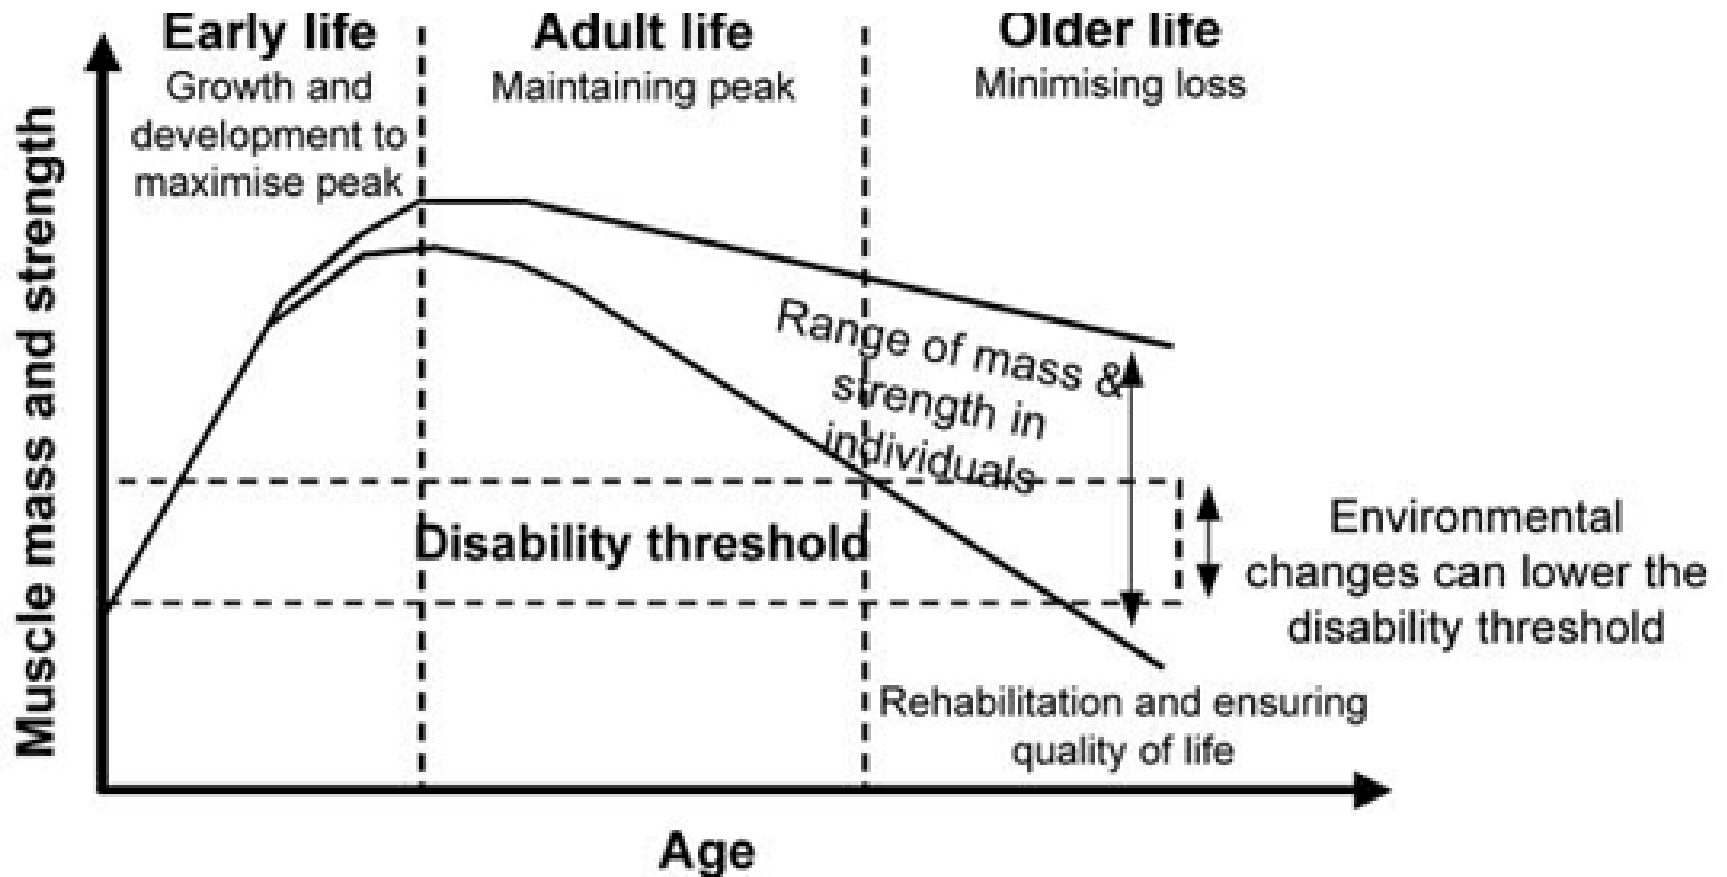 Early life
Growth and
development to
maximise peak
Adult life
Maintaining peak
Older life
Minimising loss
Muscle mass and strength
Range of mass &
strength in
individuals
Disability threshold
Environmental
changes can lower the
disability threshold
Rehabilitation and ensuring
quality of life
Age